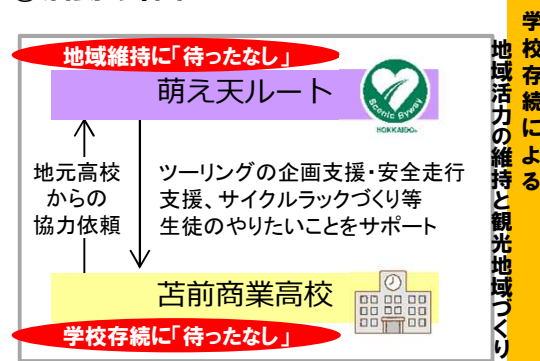 地域維持に「待ったなし」
萌え天ルート
Scenic Byway
HOKKAIDO
地元高校
からの
協力依頼
ツーリングの企画支援・安全走行
支援、サイクルラックづくり等
生徒のやりたいことをサポート
苫前商業高校
学校存続に「待ったなし」
学校存続による
地域活力の維持と観光地域づくり